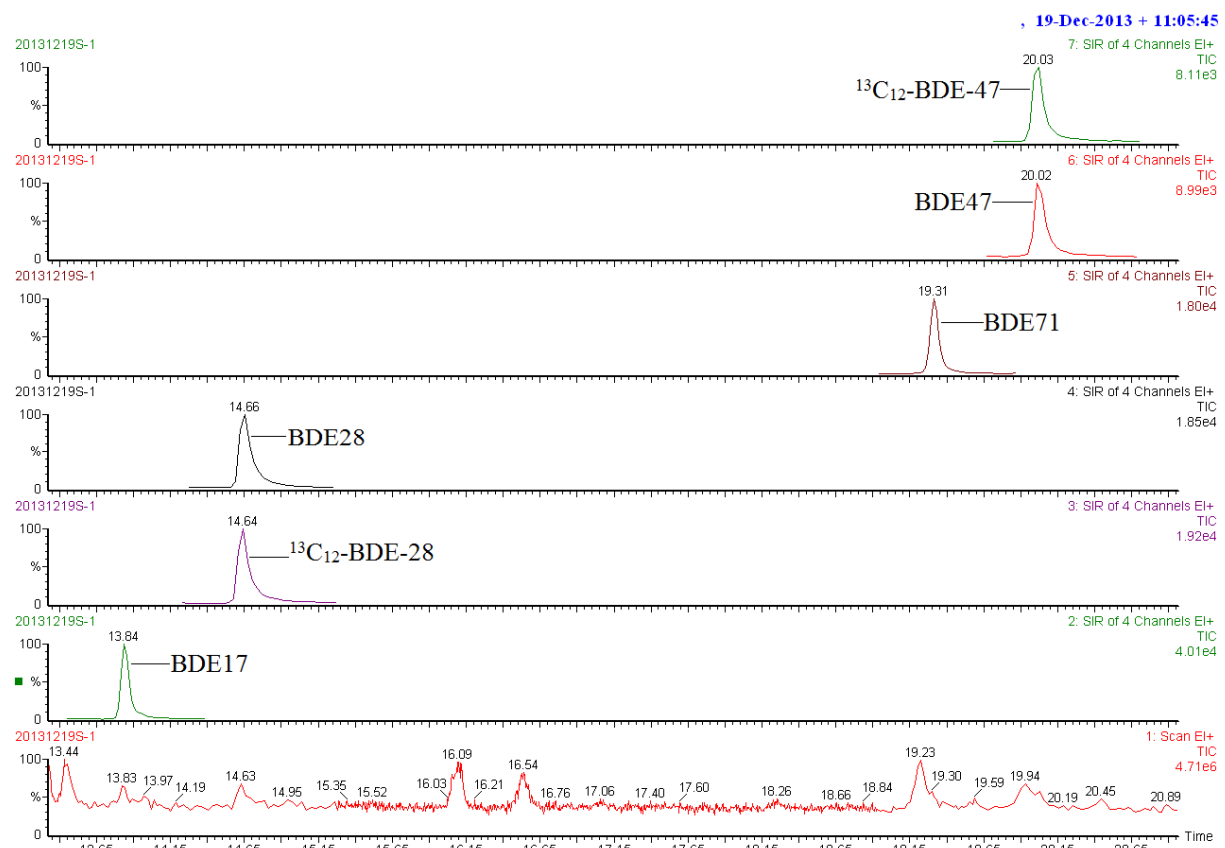 , 19-Dec-2013 + 11:05:45
20131219S-1
7: SIR of 4 Channels EI+
TIC
8.11e3
100
%
0
20.03
¹³C₁₂-BDE-47
20131219S-1
6: SIR of 4 Channels EI+
TIC
8.99e3
100
%
0
20.02
BDE47
20131219S-1
5: SIR of 4 Channels EI+
TIC
1.80e4
100
%
0
19.31
BDE71
20131219S-1
4: SIR of 4 Channels EI+
TIC
1.85e4
100
%
0
14.66
BDE28
20131219S-1
3: SIR of 4 Channels EI+
TIC
1.92e4
100
%
0
14.64
¹³C₁₂-BDE-28
20131219S-1
2: SIR of 4 Channels EI+
TIC
4.01e4
100
%
0
13.84
BDE17
20131219S-1
1: Scan EI+
TIC
4.71e6
100
%
0
13.44 13.83 13.97 14.19 14.63 14.95 15.35 15.52 16.03 16.09 16.21 16.54 16.76 17.06 17.40 17.60 18.26 18.66 18.84 19.23 19.30 19.59 19.94 20.19 20.45 20.89
Time